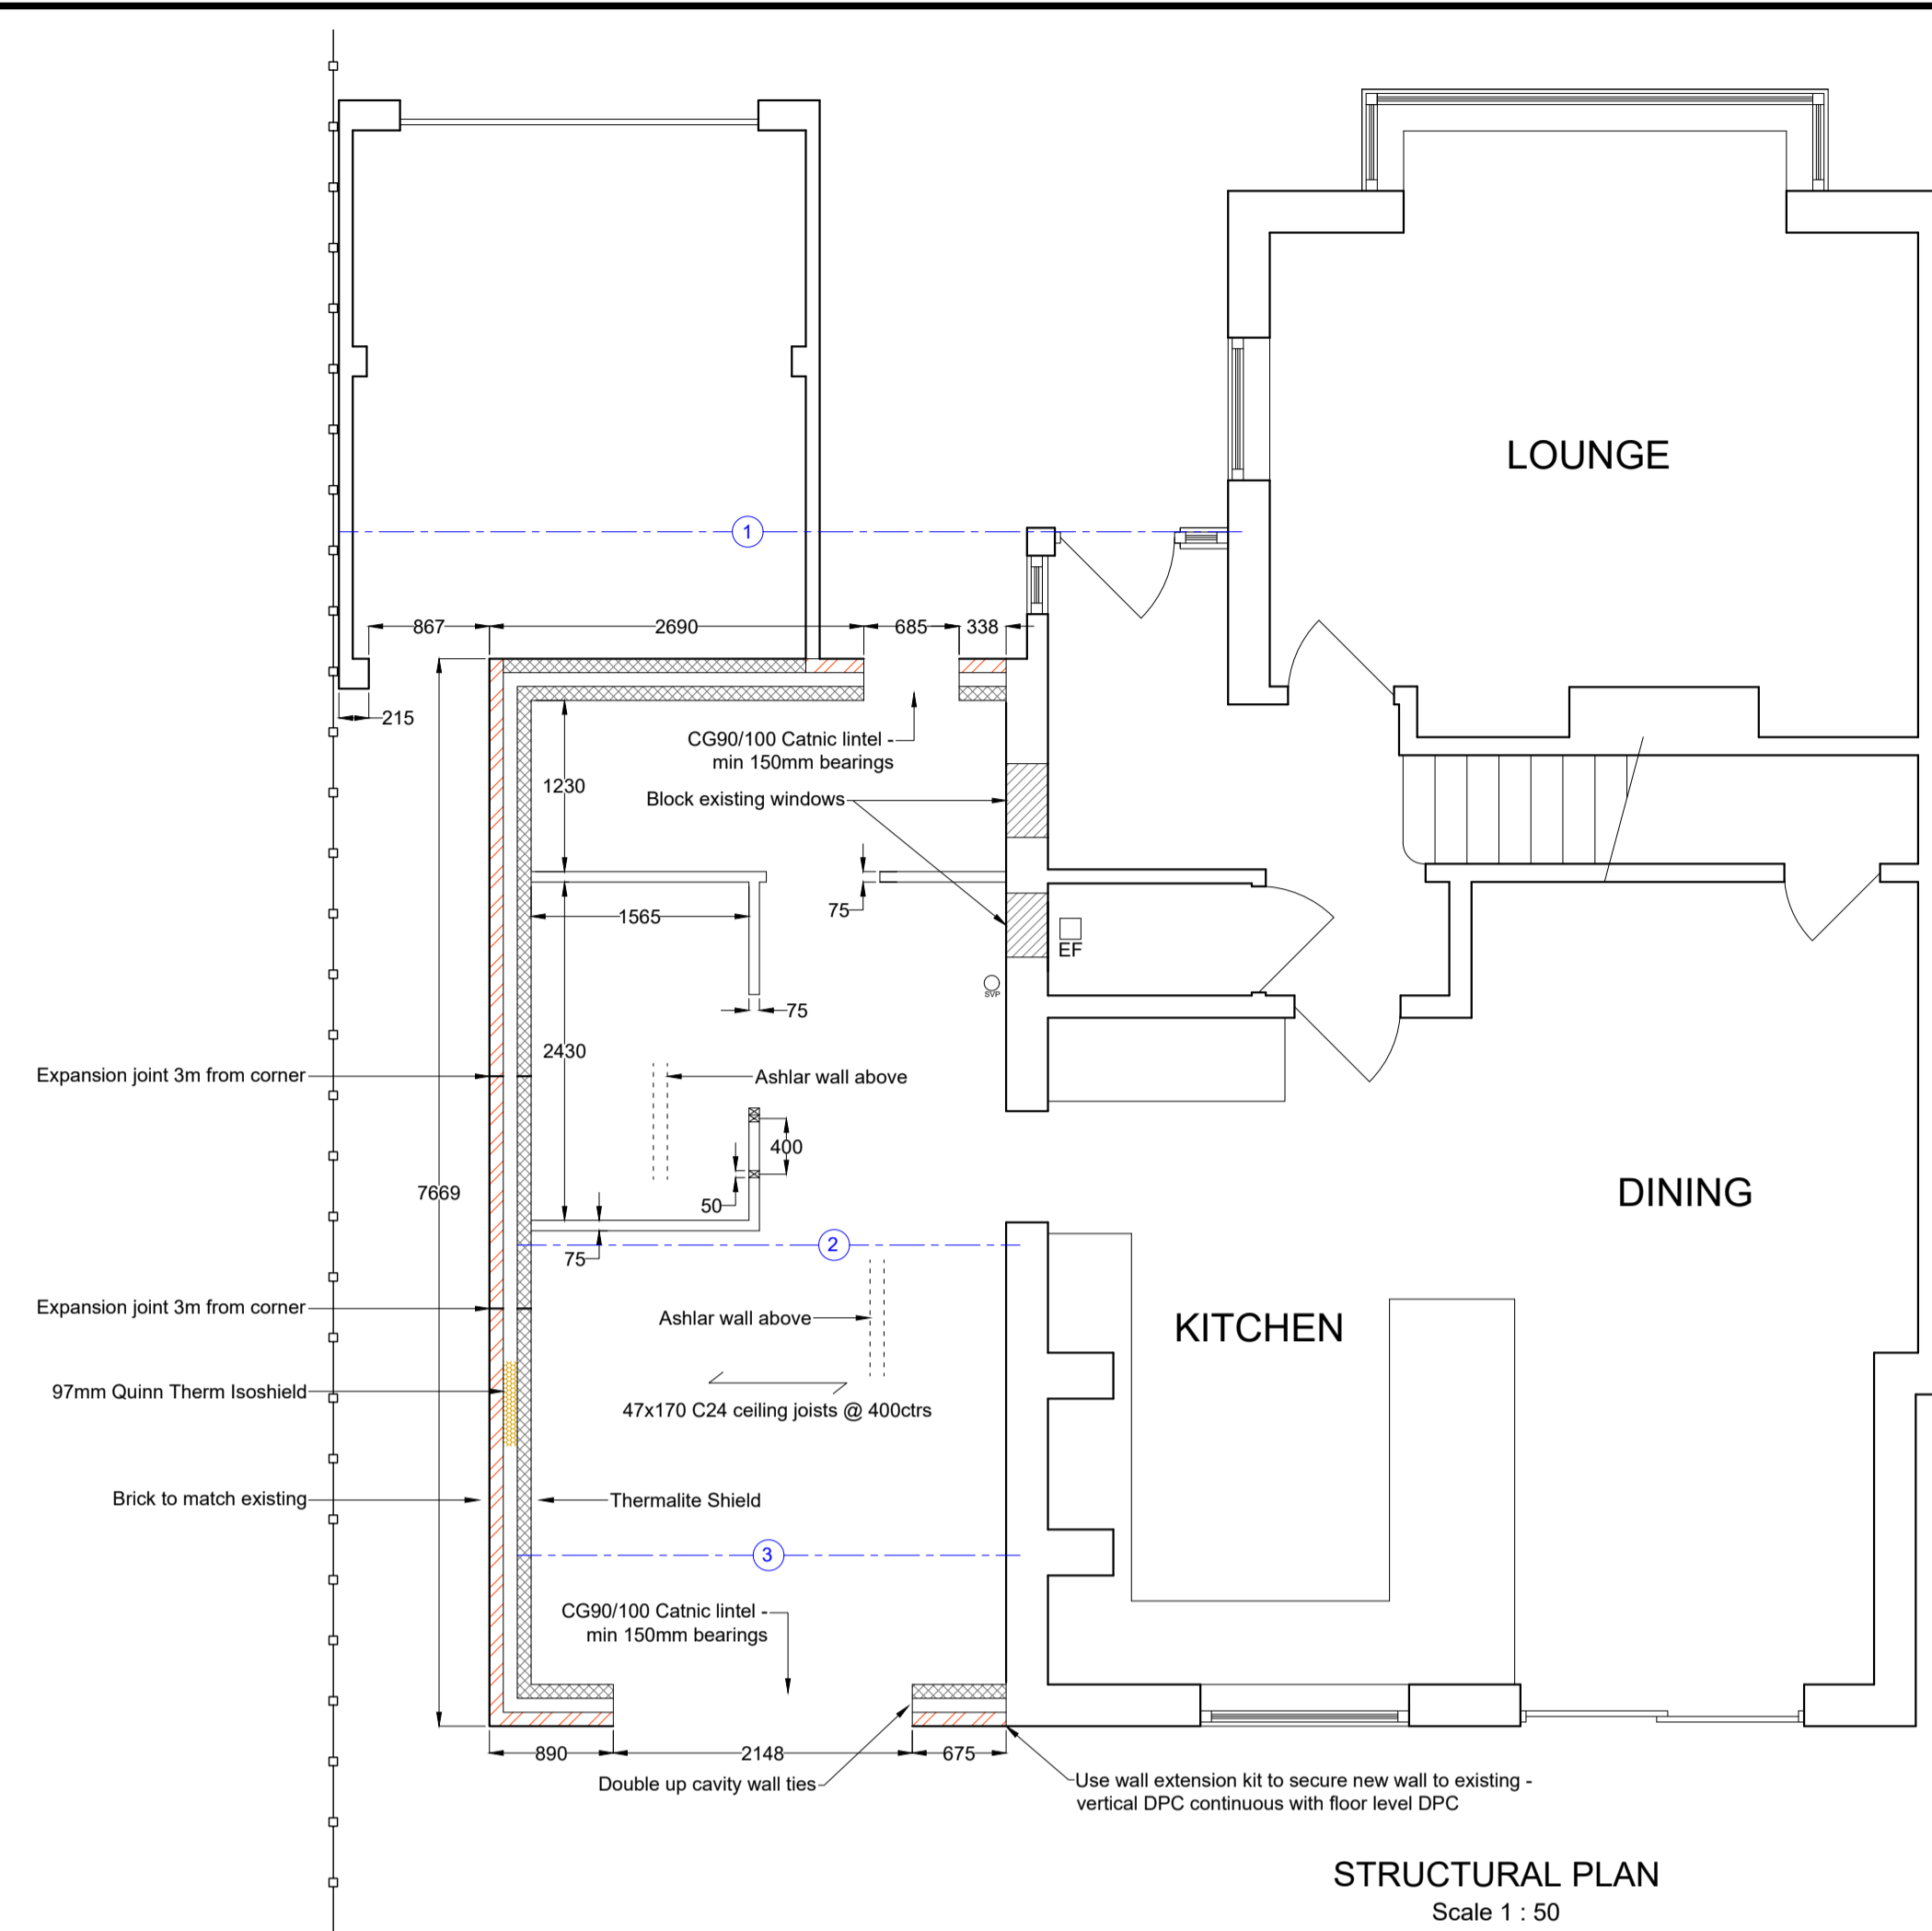 LOUNGE
1
867
2690
685
338
215
CG90/100 Catnic lintel -
min 150mm bearings
1230
Block existing windows
1565
75
EF
SVP
75
2430
Expansion joint 3m from corner
Ashlar wall above
400
7669
50
DINING
2
75
Expansion joint 3m from corner
Ashlar wall above
KITCHEN
97mm Quinn Therm Isoshield
47x170 C24 ceiling joists @ 400ctrs
Brick to match existing
Thermalite Shield
3
CG90/100 Catnic lintel -
min 150mm bearings
890
2148
675
Double up cavity wall ties
Use wall extension kit to secure new wall to existing -
vertical DPC continuous with floor level DPC
STRUCTURAL PLAN
Scale 1 : 50